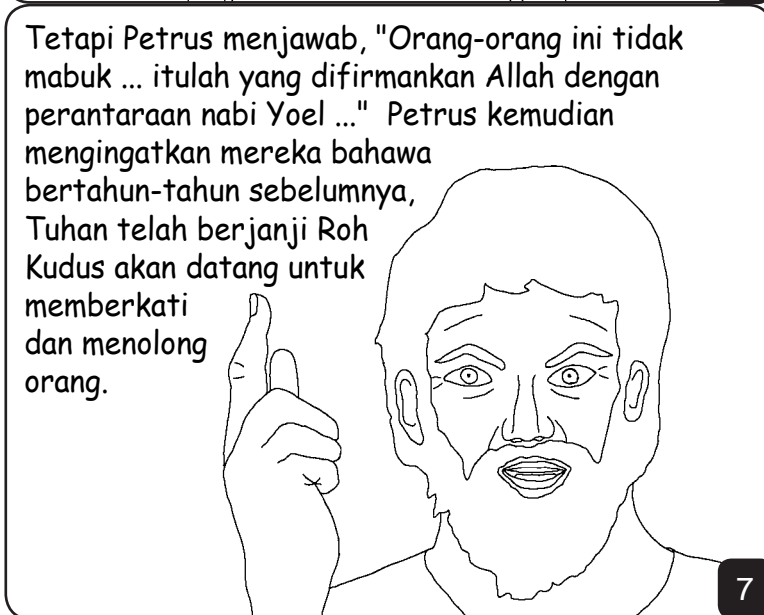 Tetapi Petrus menjawab, "Orang-orang ini tidak
mabuk ... itulah yang difirmankan Allah dengan
perantaraan nabi Yoel ..." Petrus kemudian
mengingatkan mereka bahawa
bertahun-tahun sebelumnya,
Tuhan telah berjanji Roh
Kudus akan datang untuk
memberkati
dan menolong
orang.
7